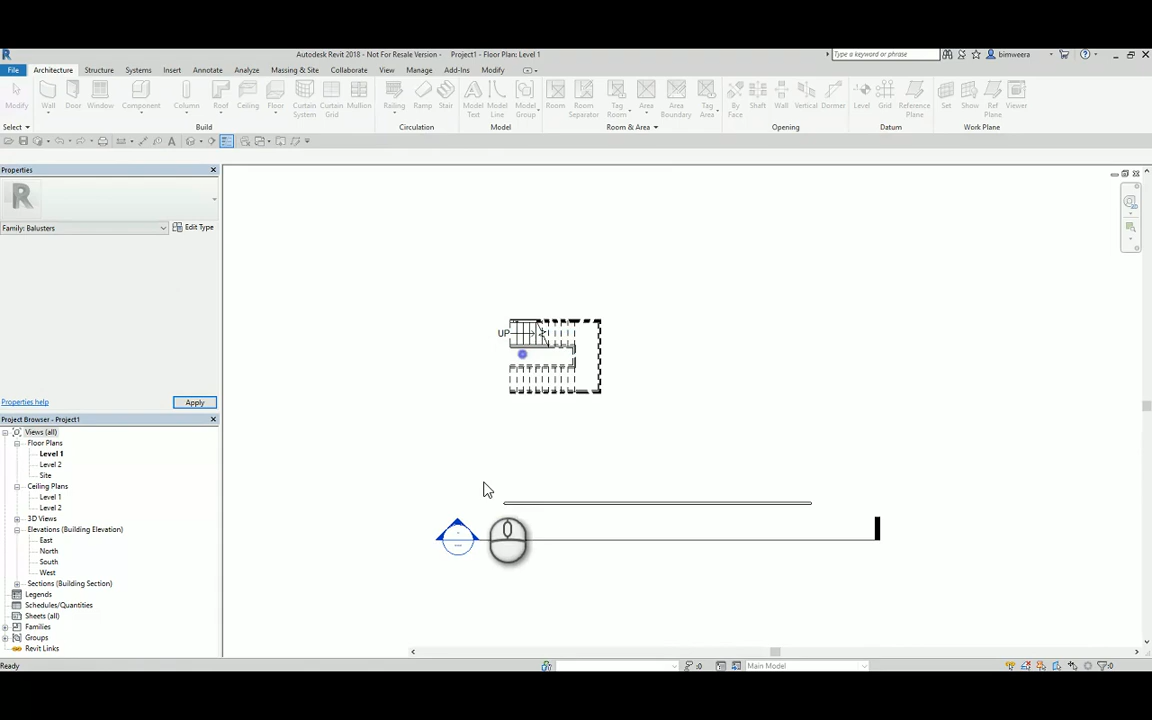 Autodesk Revit 2018 - Not For Resale Version - Project1 - Floor Plan: Level 1
Type a keyword or phrase
bimweera
File Architecture Structure Systems Insert Annotate Analyze Massing & Site Collaborate View Manage Add-Ins Modify
Modify Wall Door Window Component Column Roof Ceiling Floor Curtain System Curtain Grid Mullion Railing Ramp Stair Model Text Model Line Model Group Room Room Separator Tag Room Area Area Boundary Tag Area By Face Shaft Wall Vertical Dormer Level Grid Reference Plane Set Show Ref Plane Viewer
Select Build Circulation Model Room & Area Opening Datum Work Plane
Properties
Family: Balusters
Edit Type
UP
Properties help
Apply
Project Browser - Project1
Views (all)
Floor Plans
Level 1
Level 2
Site
Ceiling Plans
Level 1
Level 2
3D Views
Elevations (Building Elevation)
East
North
South
West
Sections (Building Section)
Legends
Schedules/Quantities
Sheets (all)
Families
Groups
Revit Links
Ready
:0
Main Model
:0